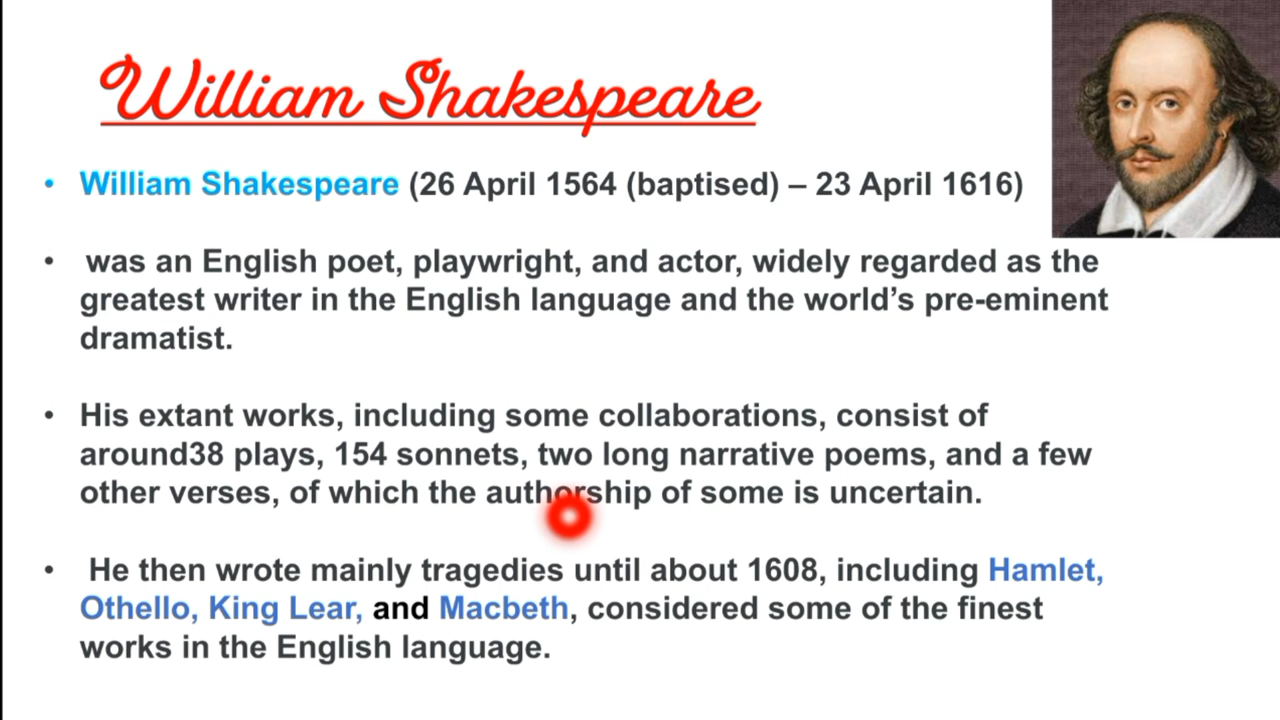 William Shakespeare
• William Shakespeare (26 April 1564 (baptised) – 23 April 1616)
• was an English poet, playwright, and actor, widely regarded as the
greatest writer in the English language and the world’s pre-eminent
dramatist.
• His extant works, including some collaborations, consist of
around38 plays, 154 sonnets, two long narrative poems, and a few
other verses, of which the authorship of some is uncertain.
• He then wrote mainly tragedies until about 1608, including Hamlet,
Othello, King Lear, and Macbeth, considered some of the finest
works in the English language.